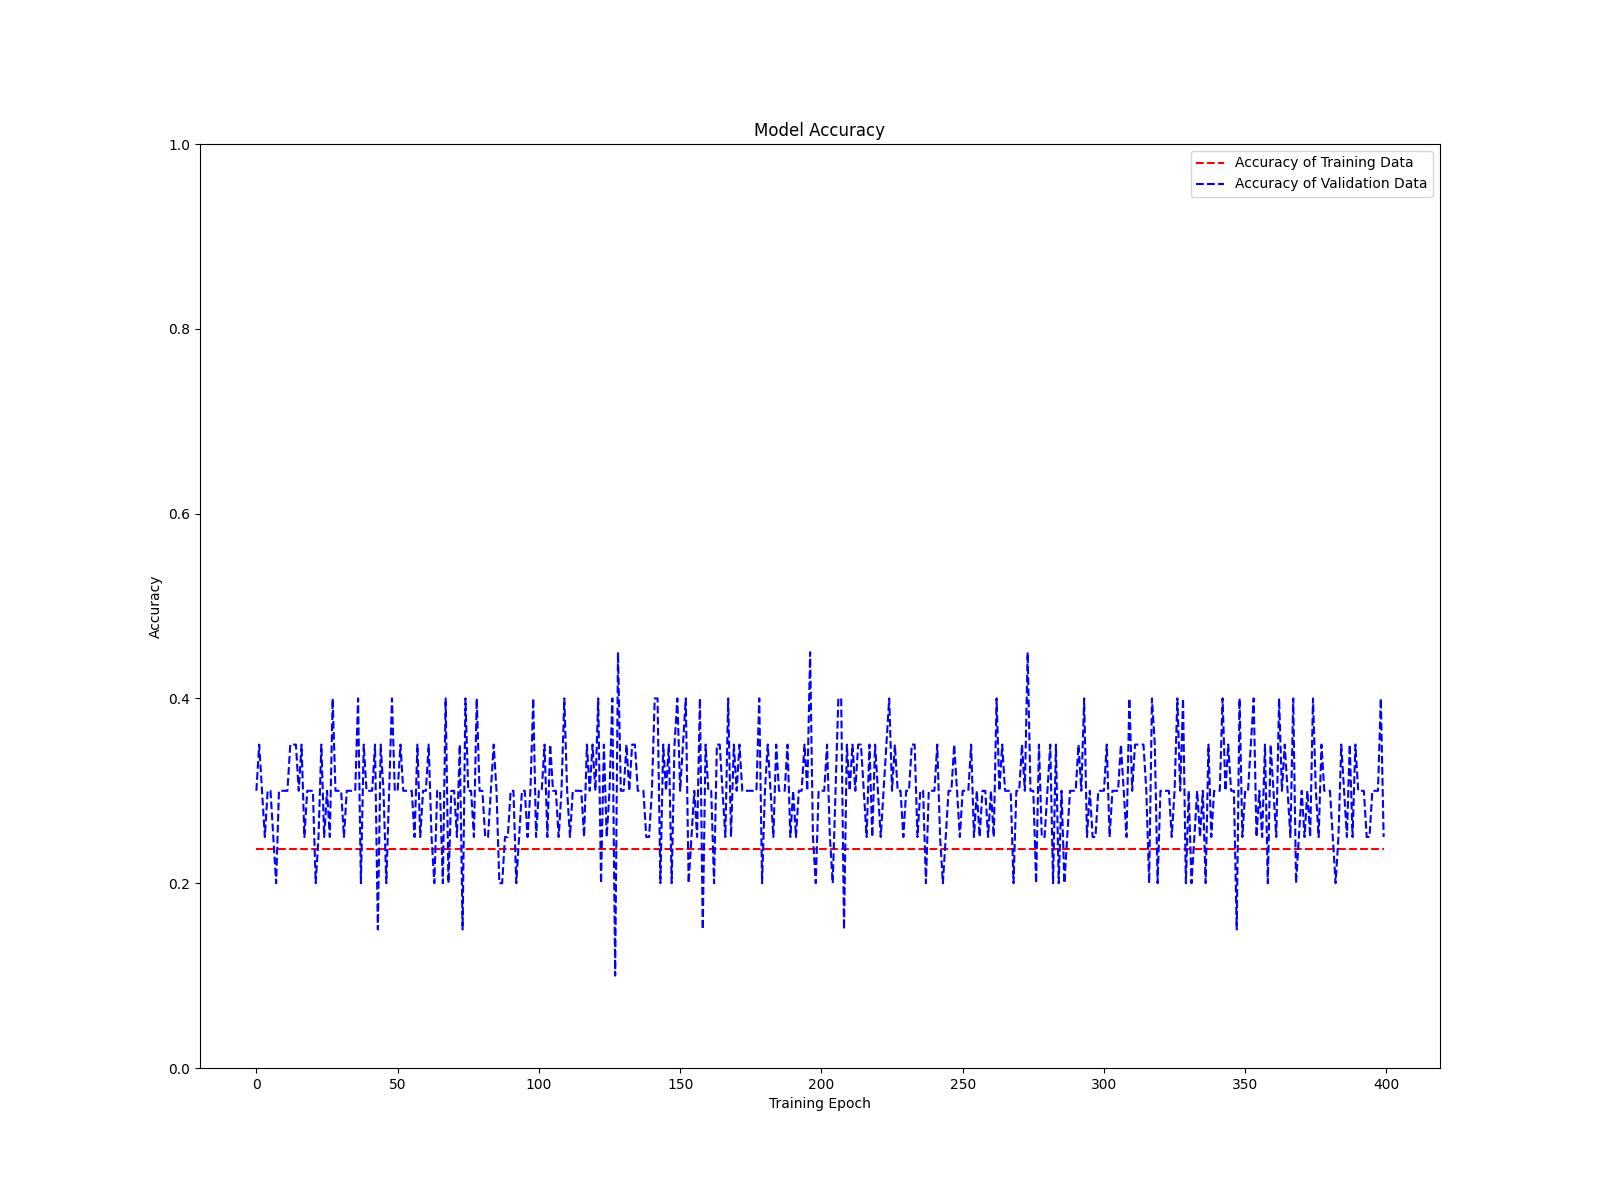 Model Accuracy
Accuracy of Training Data
Accuracy of Validation Data
1.0
0.8
0.6
0.4
0.2
0.0
Accuracy
0 50 100 150 200 250 300 350 400
Training Epoch